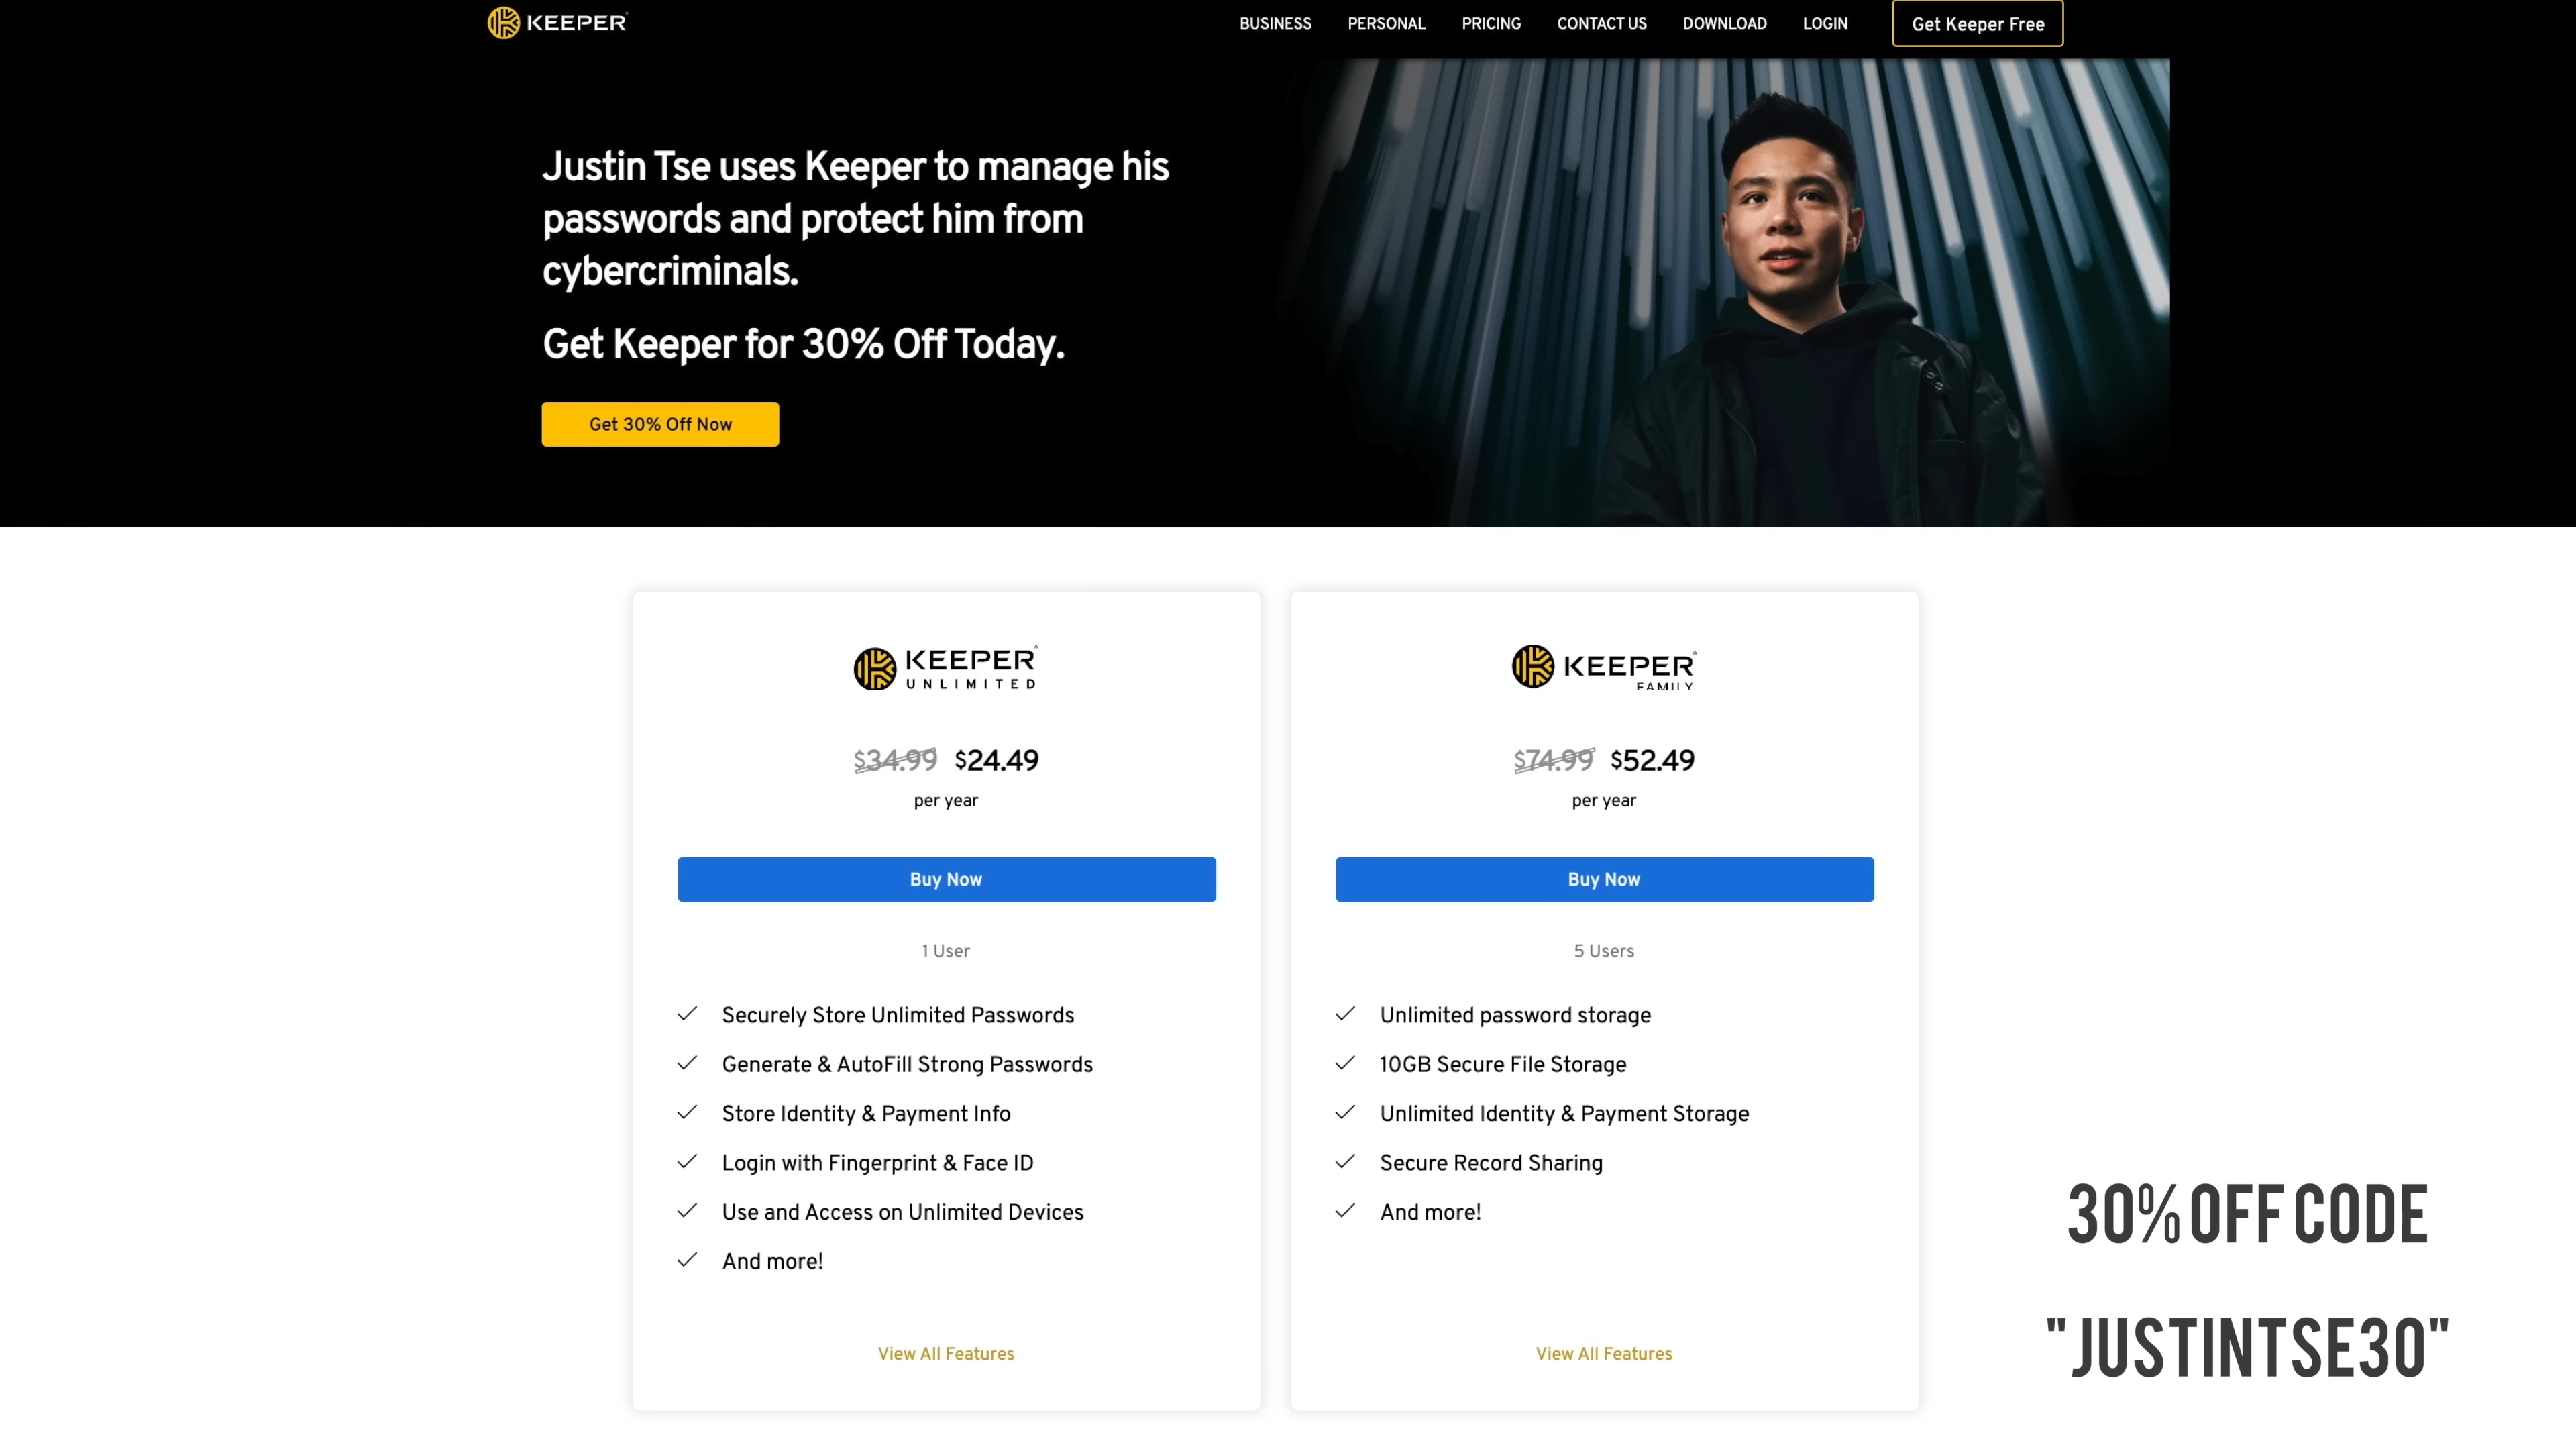 KEEPER
BUSINESS PERSONAL PRICING CONTACT US DOWNLOAD LOGIN Get Keeper Free
Justin Tse uses Keeper to manage his
passwords and protect him from
cybercriminals.
Get Keeper for 30% Off Today.
Get 30% Off Now
KEEPER
UNLIMITED
$34.99 $24.49
per year
Buy Now
1 User
Securely Store Unlimited Passwords
Generate & AutoFill Strong Passwords
Store Identity & Payment Info
Login with Fingerprint & Face ID
Use and Access on Unlimited Devices
And more!
View All Features
KEEPER
FAMILY
$74.99 $52.49
per year
Buy Now
5 Users
Unlimited password storage
10GB Secure File Storage
Unlimited Identity & Payment Storage
Secure Record Sharing
And more!
View All Features
30% OFF CODE
"JUSTINTSE30"